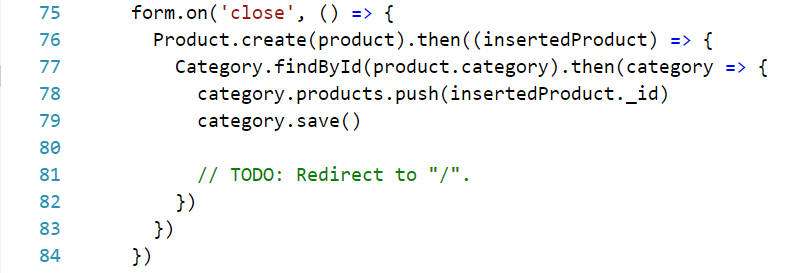 75 form.on('close', () => {
76 Product.create(product).then((insertedProduct) => {
77 Category.findById(product.category).then(category => {
78 category.products.push(insertedProduct._id)
79 category.save()
80
81 // TODO: Redirect to "/".
82 })
83 })
84 })